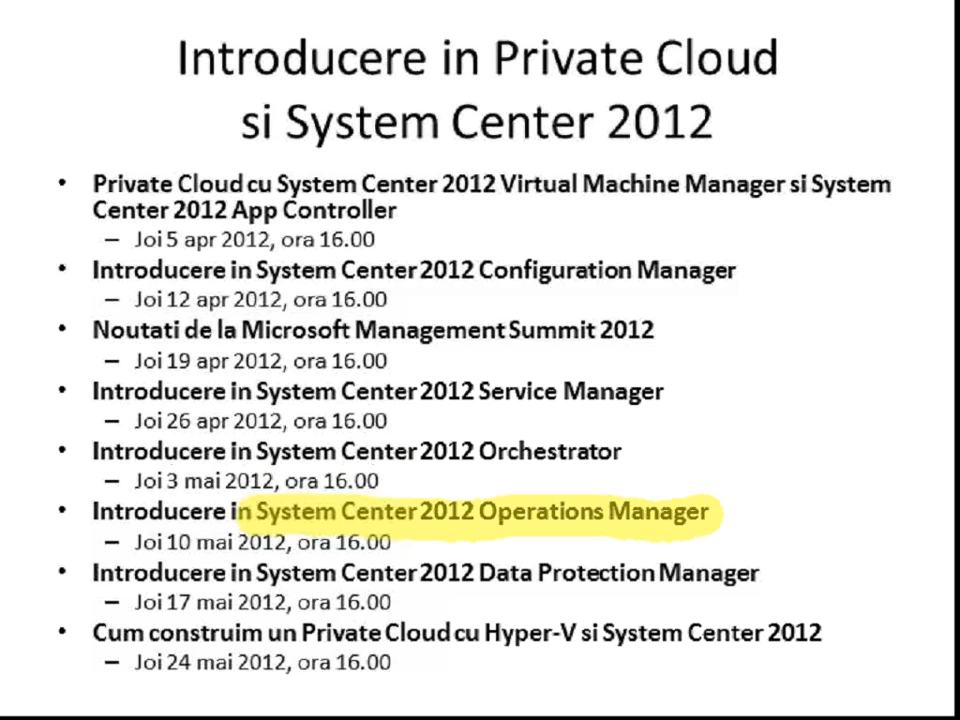 Introducere in Private Cloud
si System Center 2012
• Private Cloud cu System Center 2012 Virtual Machine Manager si System
Center 2012 App Controller
– Joi 5 apr 2012, ora 16.00
• Introducere in System Center 2012 Configuration Manager
– Joi 12 apr 2012, ora 16.00
• Noutati de la Microsoft Management Summit 2012
– Joi 19 apr 2012, ora 16.00
• Introducere in System Center 2012 Service Manager
– Joi 26 apr 2012, ora 16.00
• Introducere in System Center 2012 Orchestrator
– Joi 3 mai 2012, ora 16.00
• Introducere in System Center 2012 Operations Manager
– Joi 10 mai 2012, ora 16.00
• Introducere in System Center 2012 Data Protection Manager
– Joi 17 mai 2012, ora 16.00
• Cum construim un Private Cloud cu Hyper-V si System Center 2012
– Joi 24 mai 2012, ora 16.00